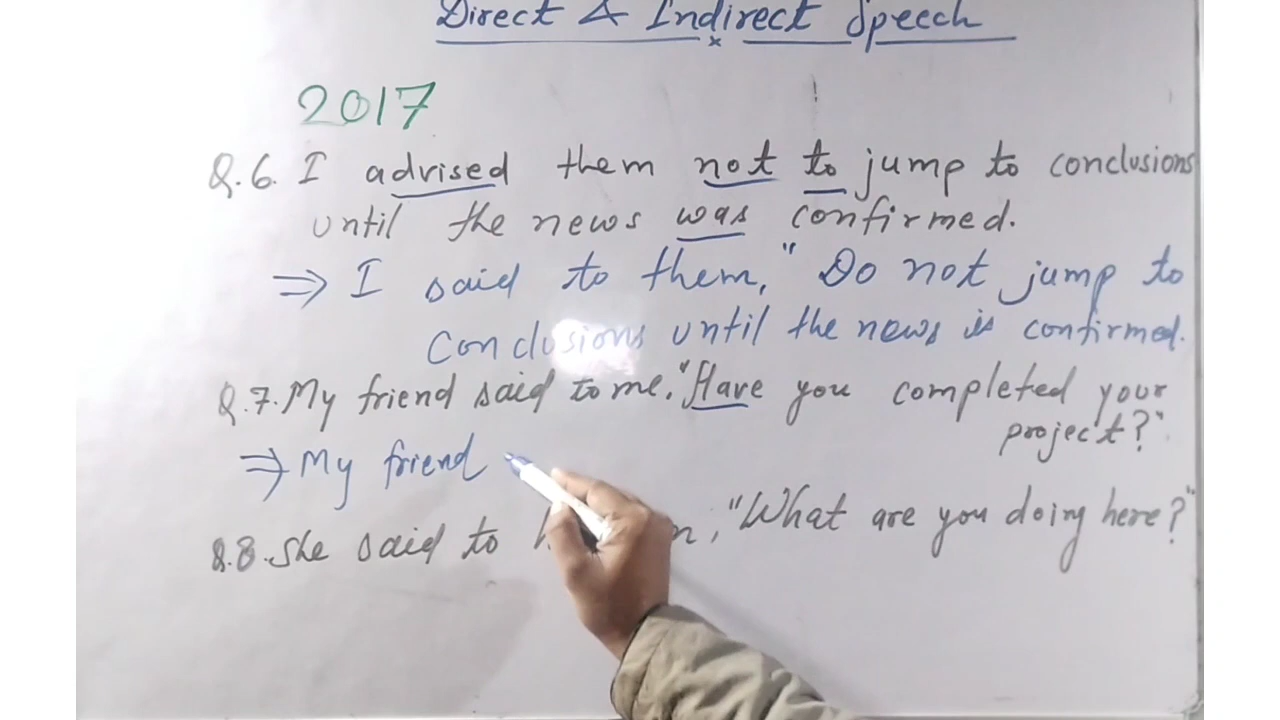 Direct & Indirect Speech
2017
Q.6. I advised them not to jump to conclusions
until the news was confirmed.
⇒ I said to them, "Do not jump to
Conclusions until the news is confirmed.
Q.7. My friend said to me, "Have you completed your
project?"
⇒ My friend
Q.8. She said to , "What are you doing here?"